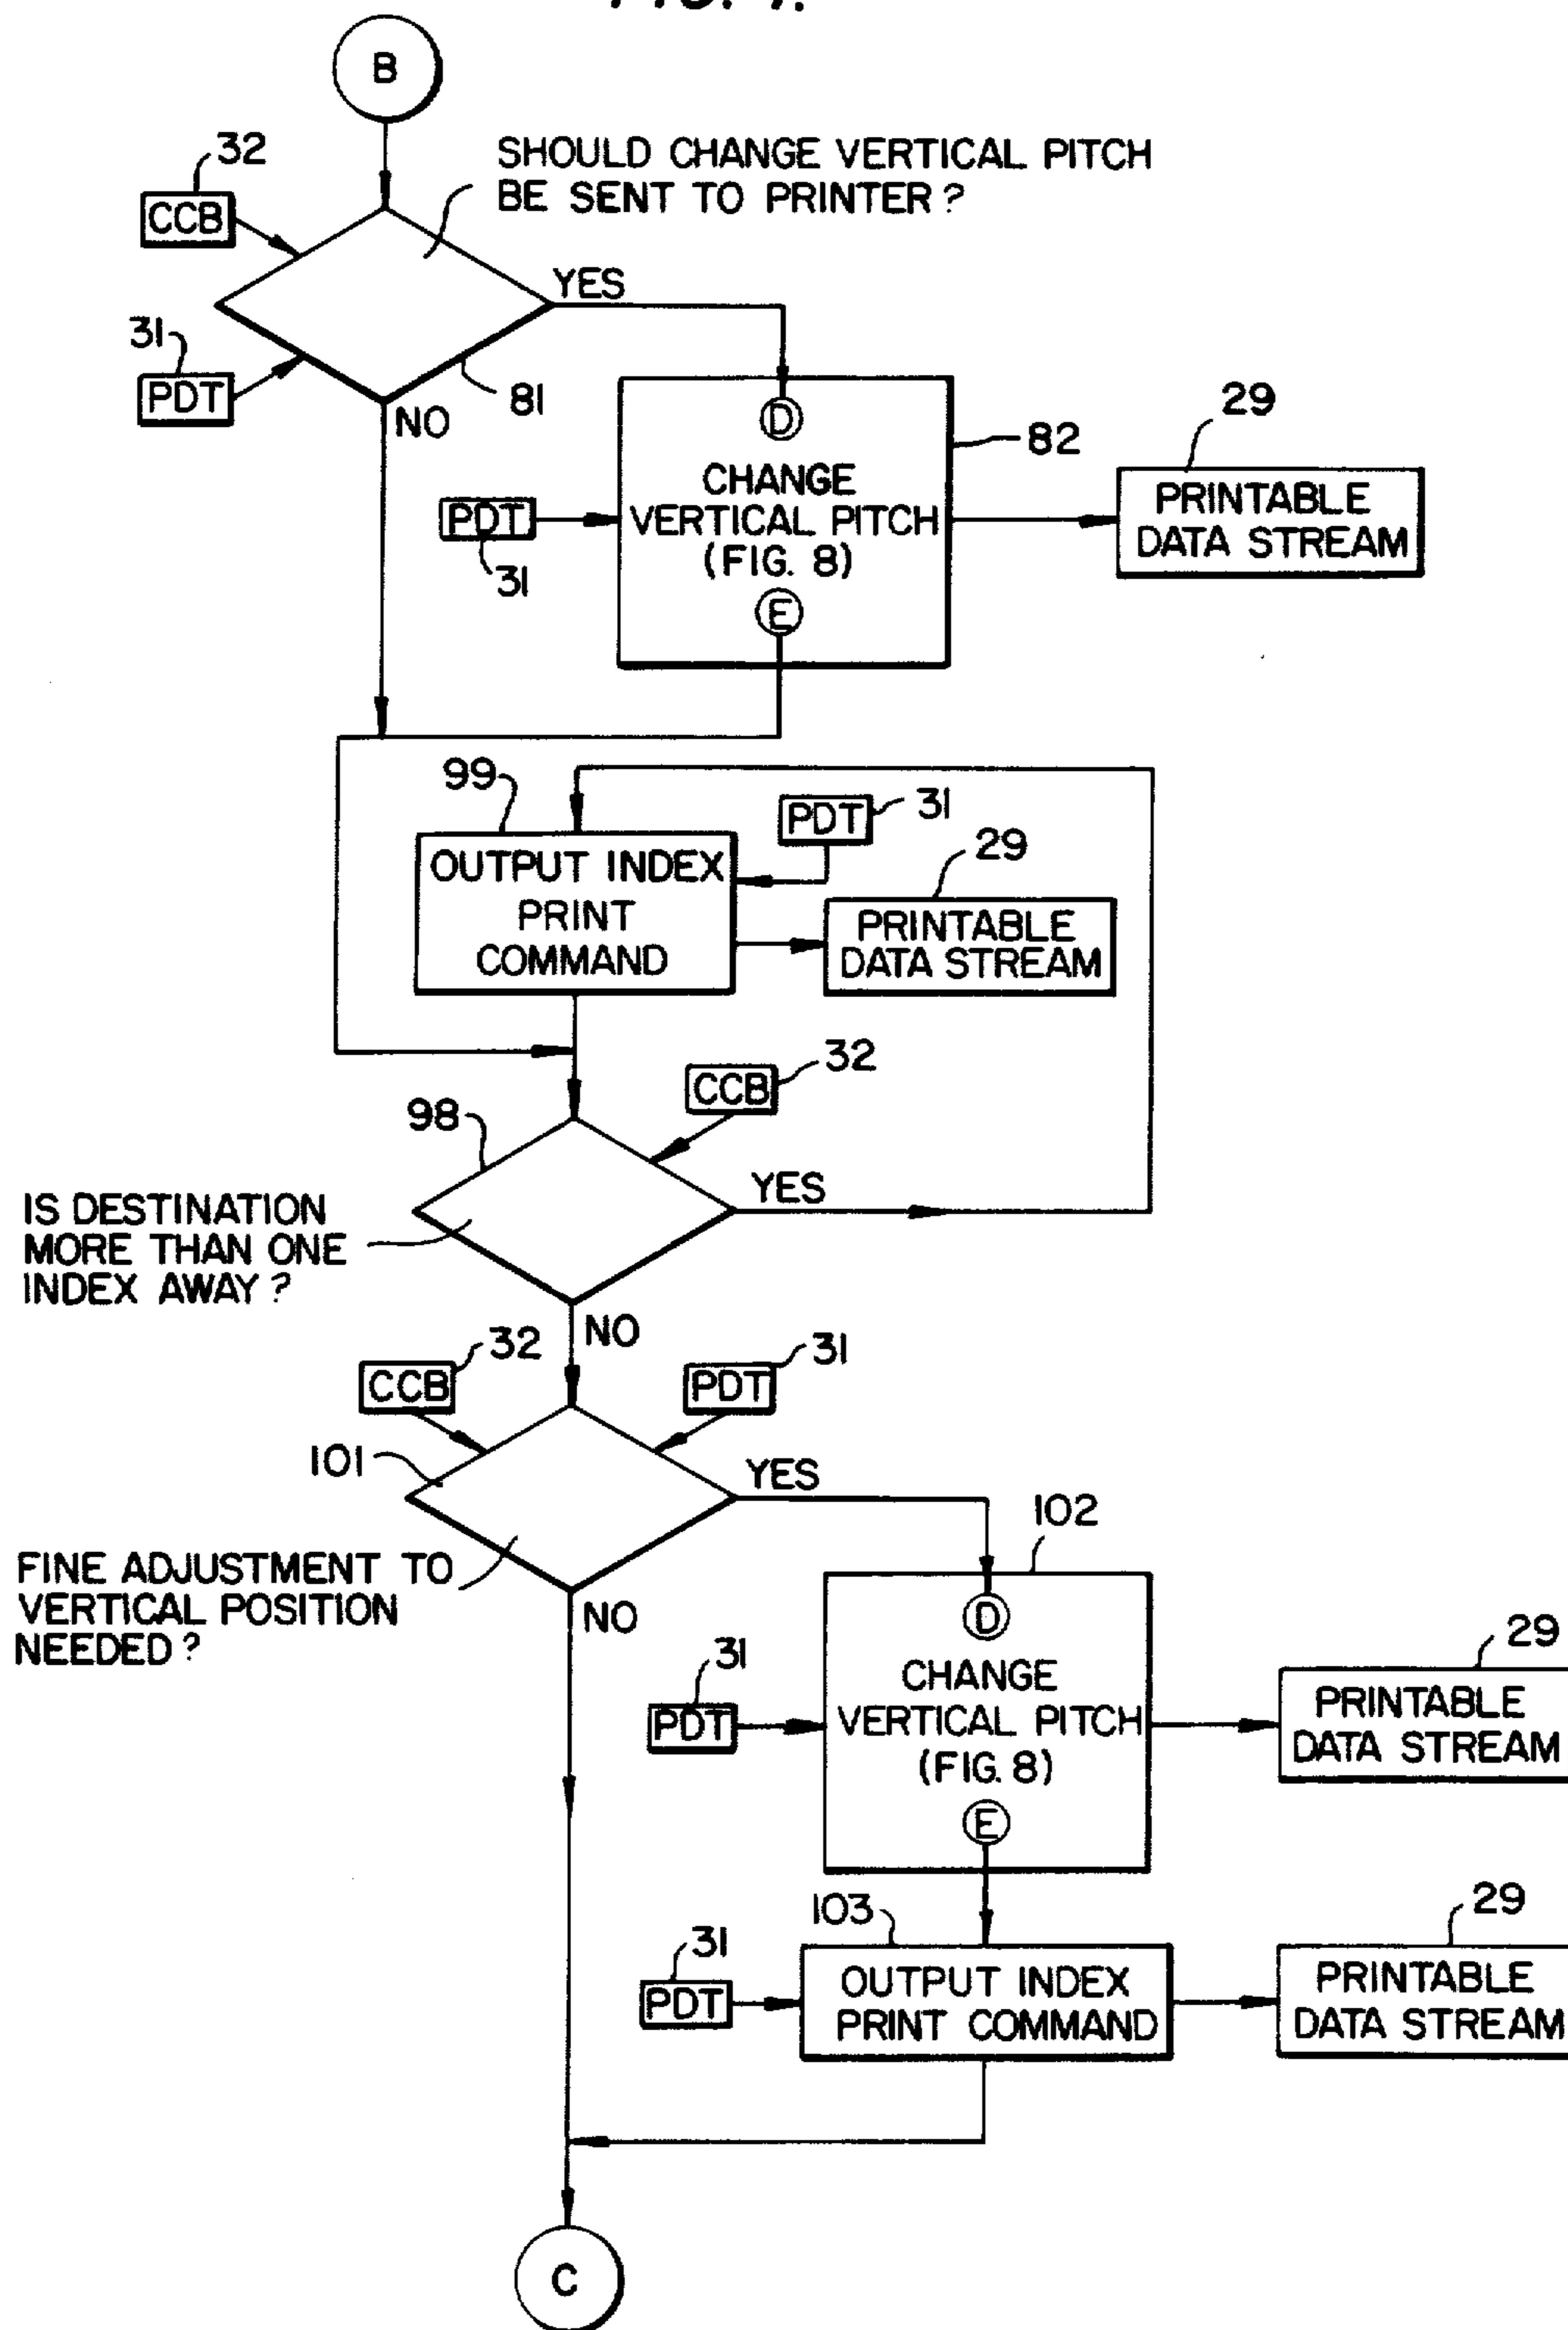 B
32
SHOULD CHANGE VERTICAL PITCH
BE SENT TO PRINTER?
CCB
YES
31
PDT
81
NO
D
82
29
CHANGE
VERTICAL PITCH
(FIG. 8)
PDT
31
PRINTABLE
DATA STREAM
E
99
PDT
31
OUTPUT INDEX
PRINT
COMMAND
29
PRINTABLE
DATA STREAM
CCB
32
98
YES
IS DESTINATION
MORE THAN ONE
INDEX AWAY?
NO
32
31
CCB
PDT
101
YES
102
FINE ADJUSTMENT TO
VERTICAL POSITION
NEEDED?
NO
D
29
31
CHANGE
VERTICAL PITCH
(FIG. 8)
PDT
PRINTABLE
DATA STREAM
E
103
29
31
PDT
OUTPUT INDEX
PRINT COMMAND
PRINTABLE
DATA STREAM
C